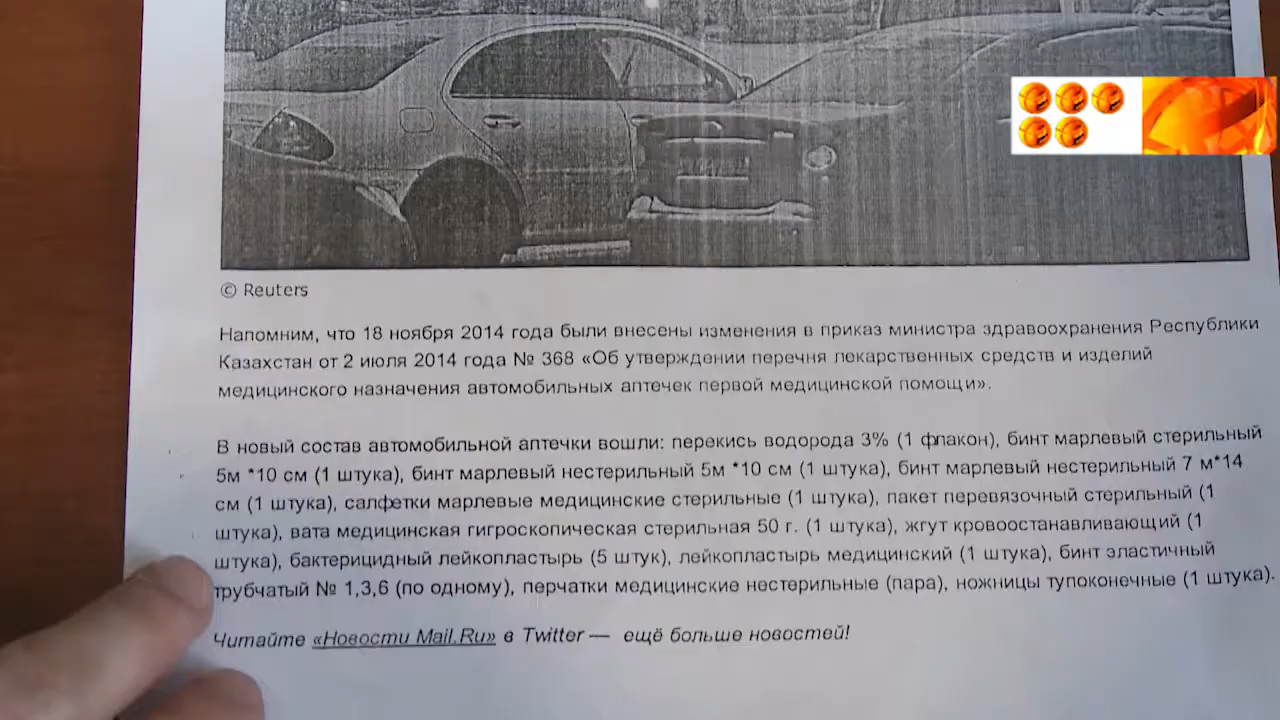 © Reuters
Напомним, что 18 ноября 2014 года были внесены изменения в приказ министра здравоохранения Республики
Казахстан от 2 июля 2014 года № 368 «Об утверждении перечня лекарственных средств и изделий
медицинского назначения автомобильных аптечек первой медицинской помощи».
В новый состав автомобильной аптечки вошли: перекись водорода 3% (1 флакон), бинт марлевый стерильный
5м *10 см (1 штука), бинт марлевый нестерильный 5м *10 см (1 штука), бинт марлевый нестерильный 7 м*14
см (1 штука), салфетки марлевые медицинские стерильные (1 штука), пакет перевязочный стерильный (1
штука), вата медицинская гигроскопическая стерильная 50 г. (1 штука), жгут кровоостанавливающий (1
штука), бактерицидный лейкопластырь (5 штук), лейкопластырь медицинский (1 штука), бинт эластичный
трубчатый № 1,3,6 (по одному), перчатки медицинские нестерильные (пара), ножницы тупоконечные (1 штука).
Читайте «Новости Mail.Ru» в Twitter — ещё больше новостей!